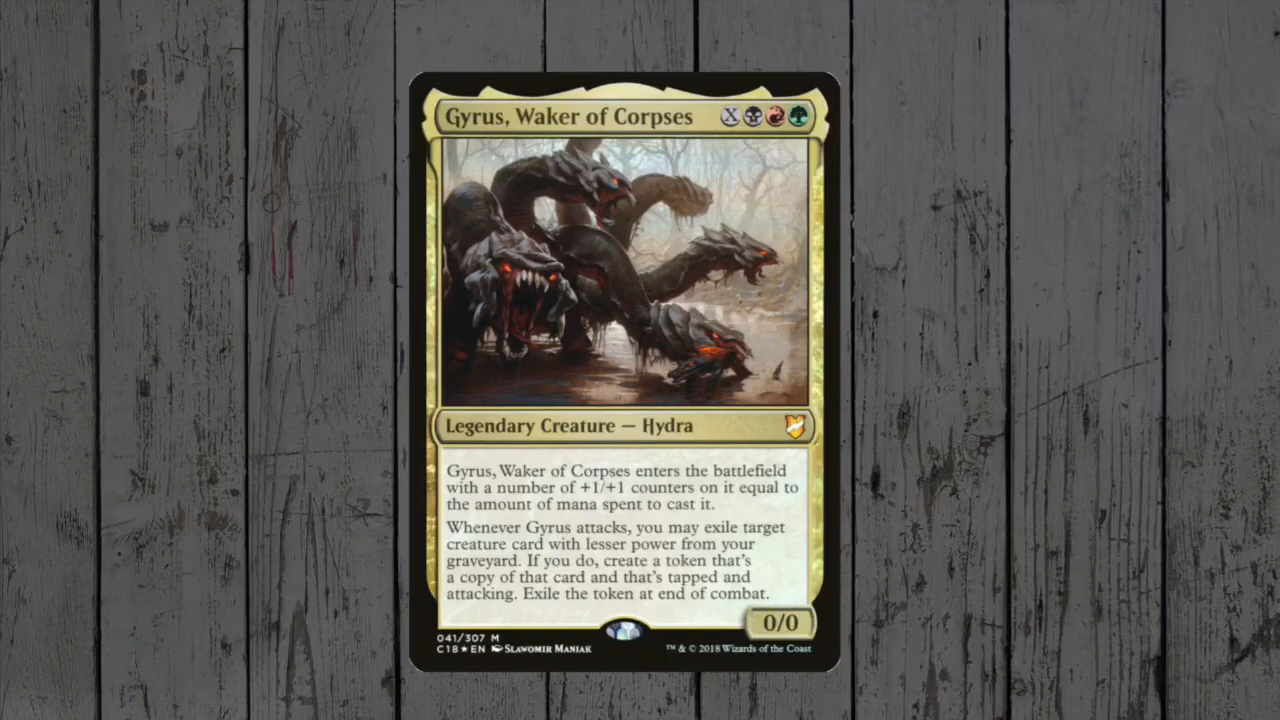 Gyrus, Waker of Corpses X
Legendary Creature — Hydra
Gyrus, Waker of Corpses enters the battlefield
with a number of +1/+1 counters on it equal to
the amount of mana spent to cast it.
Whenever Gyrus attacks, you may exile target
creature card with lesser power from your
graveyard. If you do, create a token that's
a copy of that card and that's tapped and
attacking. Exile the token at end of combat.
0/0
041/307 M
C18★EN SLAWOMIR MANIAK
™ & © 2018 Wizards of the Coast